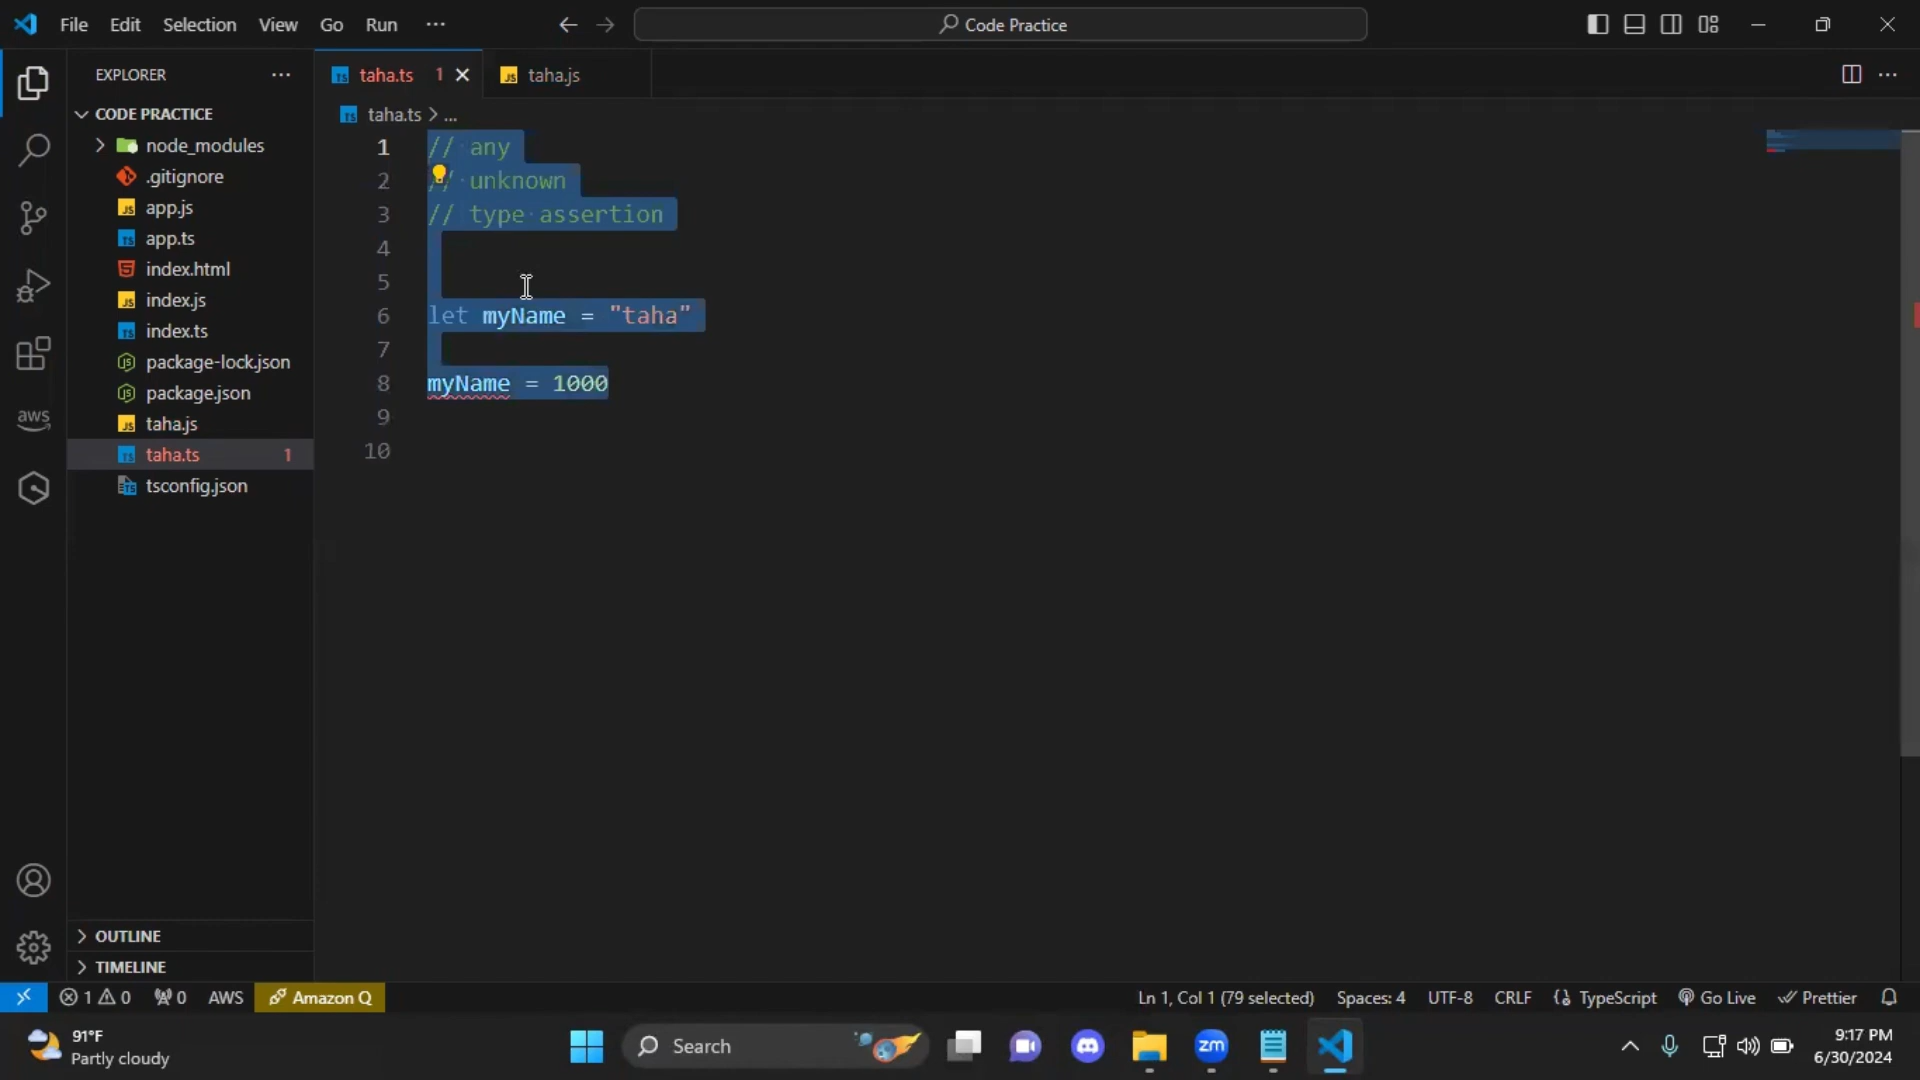 File Edit Selection View Go Run ··· Code Practice
EXPLORER ···
taha.ts 1
taha.js
CODE PRACTICE
node_modules
.gitignore
app.js
app.ts
index.html
index.js
index.ts
package-lock.json
package.json
taha.js
taha.ts 1
tsconfig.json
OUTLINE
TIMELINE
taha.ts > ...
1 // any
2 // unknown
3 // type assertion
4
5
6 let myName = "taha"
7
8 myName = 1000
9
10
aws
1 0 0 AWS Amazon Q Ln 1, Col 1 (79 selected) Spaces: 4 UTF-8 CRLF {} TypeScript Go Live Prettier
91°F
Partly cloudy
Search
zm
9:17 PM
6/30/2024